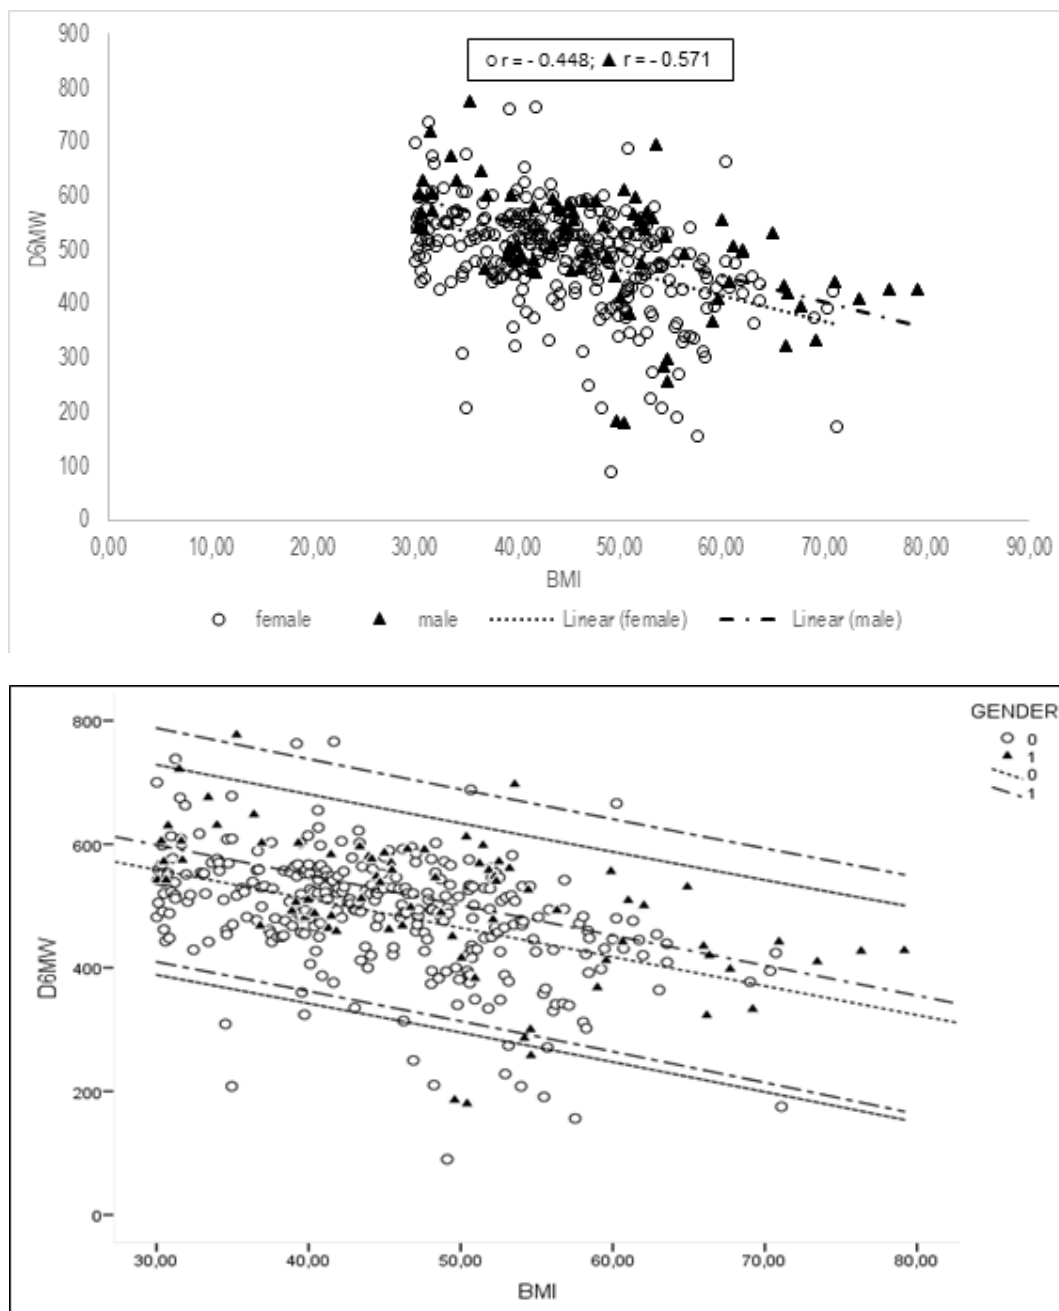 900
○ r = - 0.448; ▲ r = - 0.571
800
700
600
500
400
300
200
100
0
D6MW
0,00 10,00 20,00 30,00 40,00 50,00 60,00 70,00 80,00 90,00
BMI
○ female ▲ male Linear (female) Linear (male)
GENDER
0
1
0
1
800
600
400
200
0
D6MW
30,00 40,00 50,00 60,00 70,00 80,00
BMI